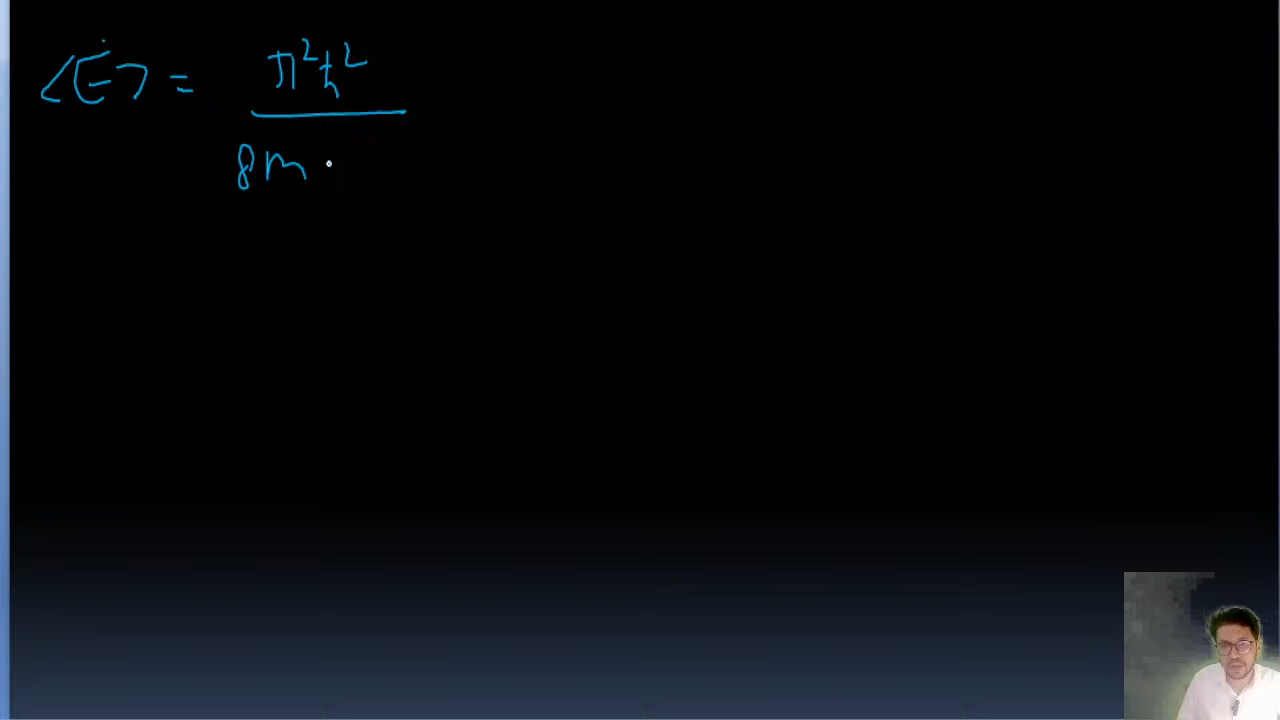 <E> = π²ħ²
8m